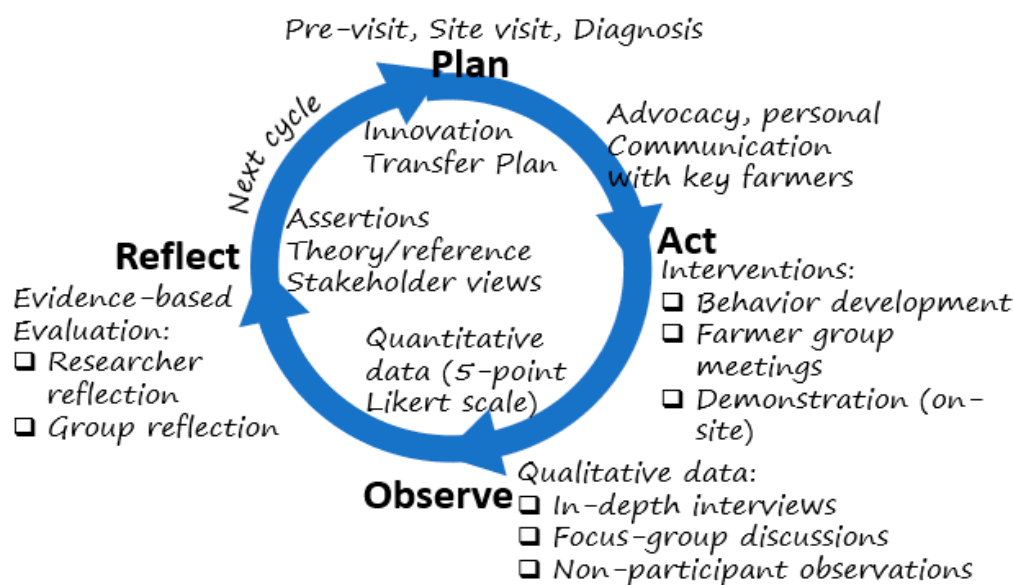 Pre-visit, Site visit, Diagnosis
Plan
Innovation
Transfer Plan
Advocacy, personal
Communication
with key farmers
Act
Interventions:
❑ Behavior development
❑ Farmer group
meetings
❑ Demonstration (on-
site)
Quantitative
data (5-point
Likert scale)
Observe
Qualitative data:
❑ In-depth interviews
❑ Focus-group discussions
❑ Non-participant observations
Reflect
Evidence-based
Evaluation:
❑ Researcher
reflection
❑ Group reflection
Assertions
Theory/reference
Stakeholder views
Next cycle